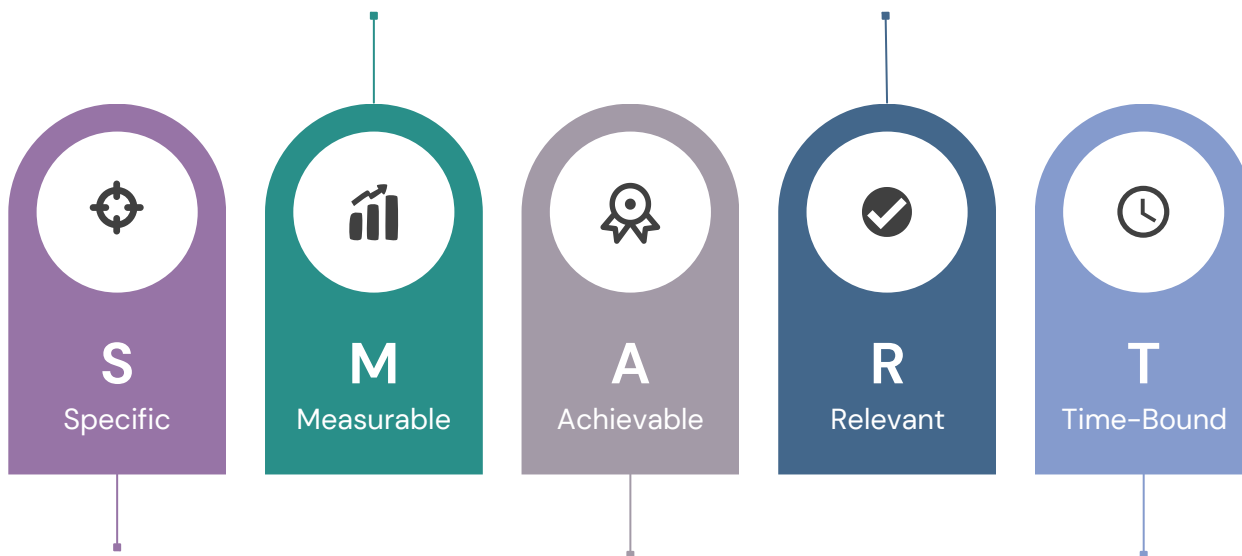 S
Specific
M
Measurable
A
Achievable
R
Relevant
T
Time-Bound